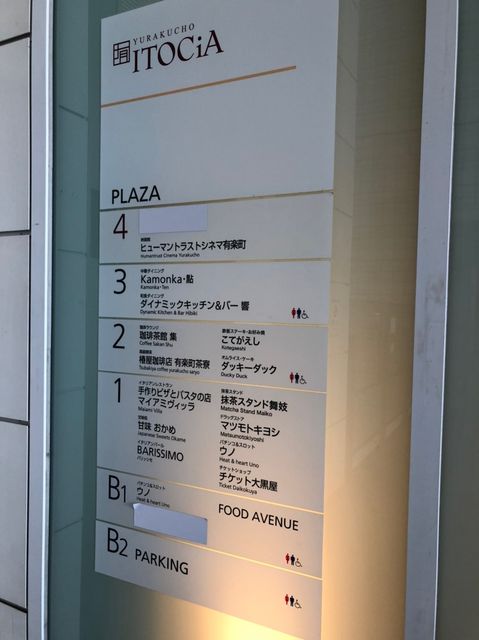 YURAKUCHO
ITOCiA
PLAZA
4
映画館
ヒューマントラストシネマ有楽町
Humantrust Cinema Yurakucho
3
中華ダイニング
Kamonka・點
Kamonka・Ten
和食ダイニング
ダイナミックキッチン&バー 響
Dynamic Kitchen & Bar Hibiki
2
珈琲ラウンジ
珈琲茶館 集
Coffee Sakan Shu
椿屋珈琲店 有楽町茶寮
Tsubakiya coffee yurakucho saryo
鉄板ステーキ・お好み焼
こてがえし
Kotegaeshi
オムライス・ケーキ
ダッキーダック
Ducky Duck
1
イタリアンレストラン
手作りピザとパスタの店
マイアミヴィッラ
Maiami Villa
甘味処
甘味 おかめ
Japanese Sweets Okame
イタリアンバール
BARISSIMO
バリッシモ
抹茶スタンド
抹茶スタンド舞妓
Matcha Stand Maiko
ドラッグストア
マツモトキヨシ
Matsumotokiyoshi
パチンコ&スロット
ウノ
Heat & heart Uno
チケットショップ
チケット大黒屋
Ticket Daikokuya
B1
パチンコ&スロット
ウノ
Heat & heart Uno
FOOD AVENUE
B2
PARKING